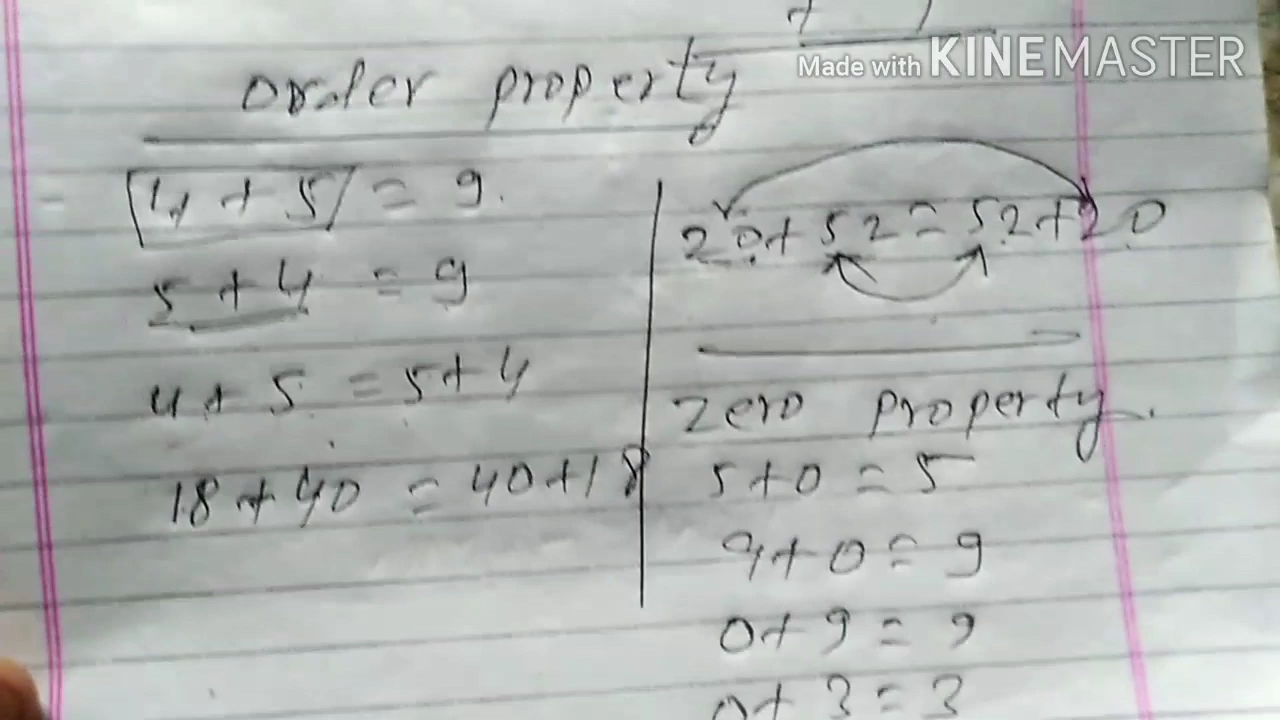 Made with KINEMASTER
order property
4 + 5 = 9.
5 + 4 = 9
4 + 5 = 5 + 4
18 + 40 = 40 + 18
20 + 52 = 52 + 20
Zero property.
5 + 0 = 5
9 + 0 = 9
0 + 9 = 9
0 + 3 = 3